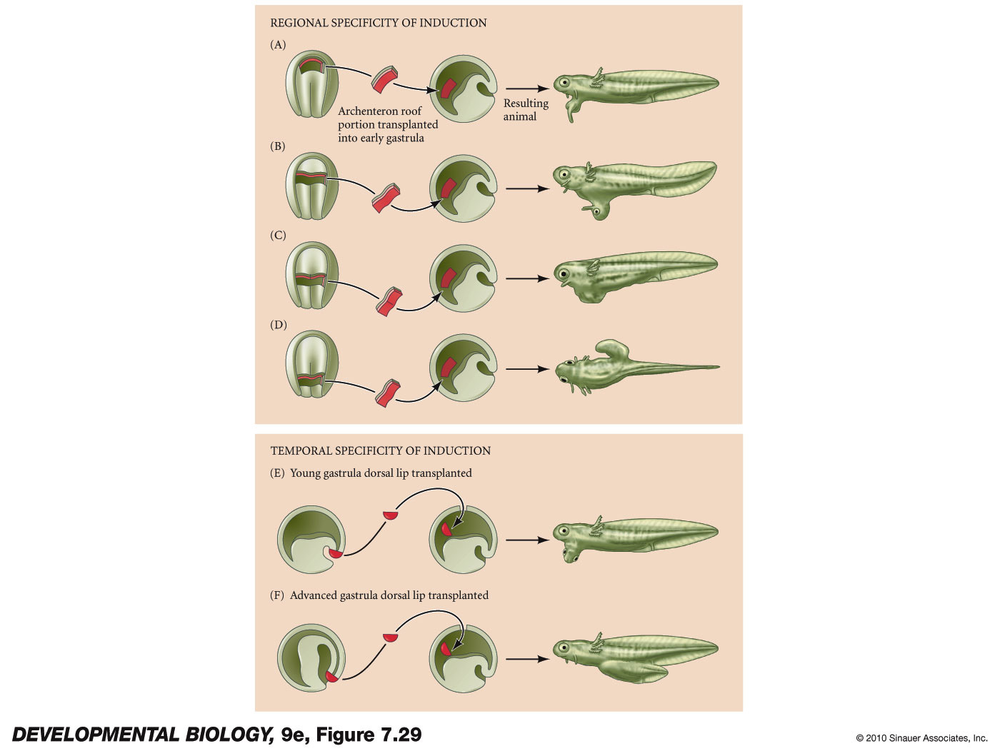 REGIONAL SPECIFICITY OF INDUCTION
(A)
Archenteron roof
portion transplanted
into early gastrula
Resulting
animal
(B)
(C)
(D)
TEMPORAL SPECIFICITY OF INDUCTION
(E) Young gastrula dorsal lip transplanted
(F) Advanced gastrula dorsal lip transplanted
DEVELOPMENTAL BIOLOGY, 9e, Figure 7.29
© 2010 Sinauer Associates, Inc.